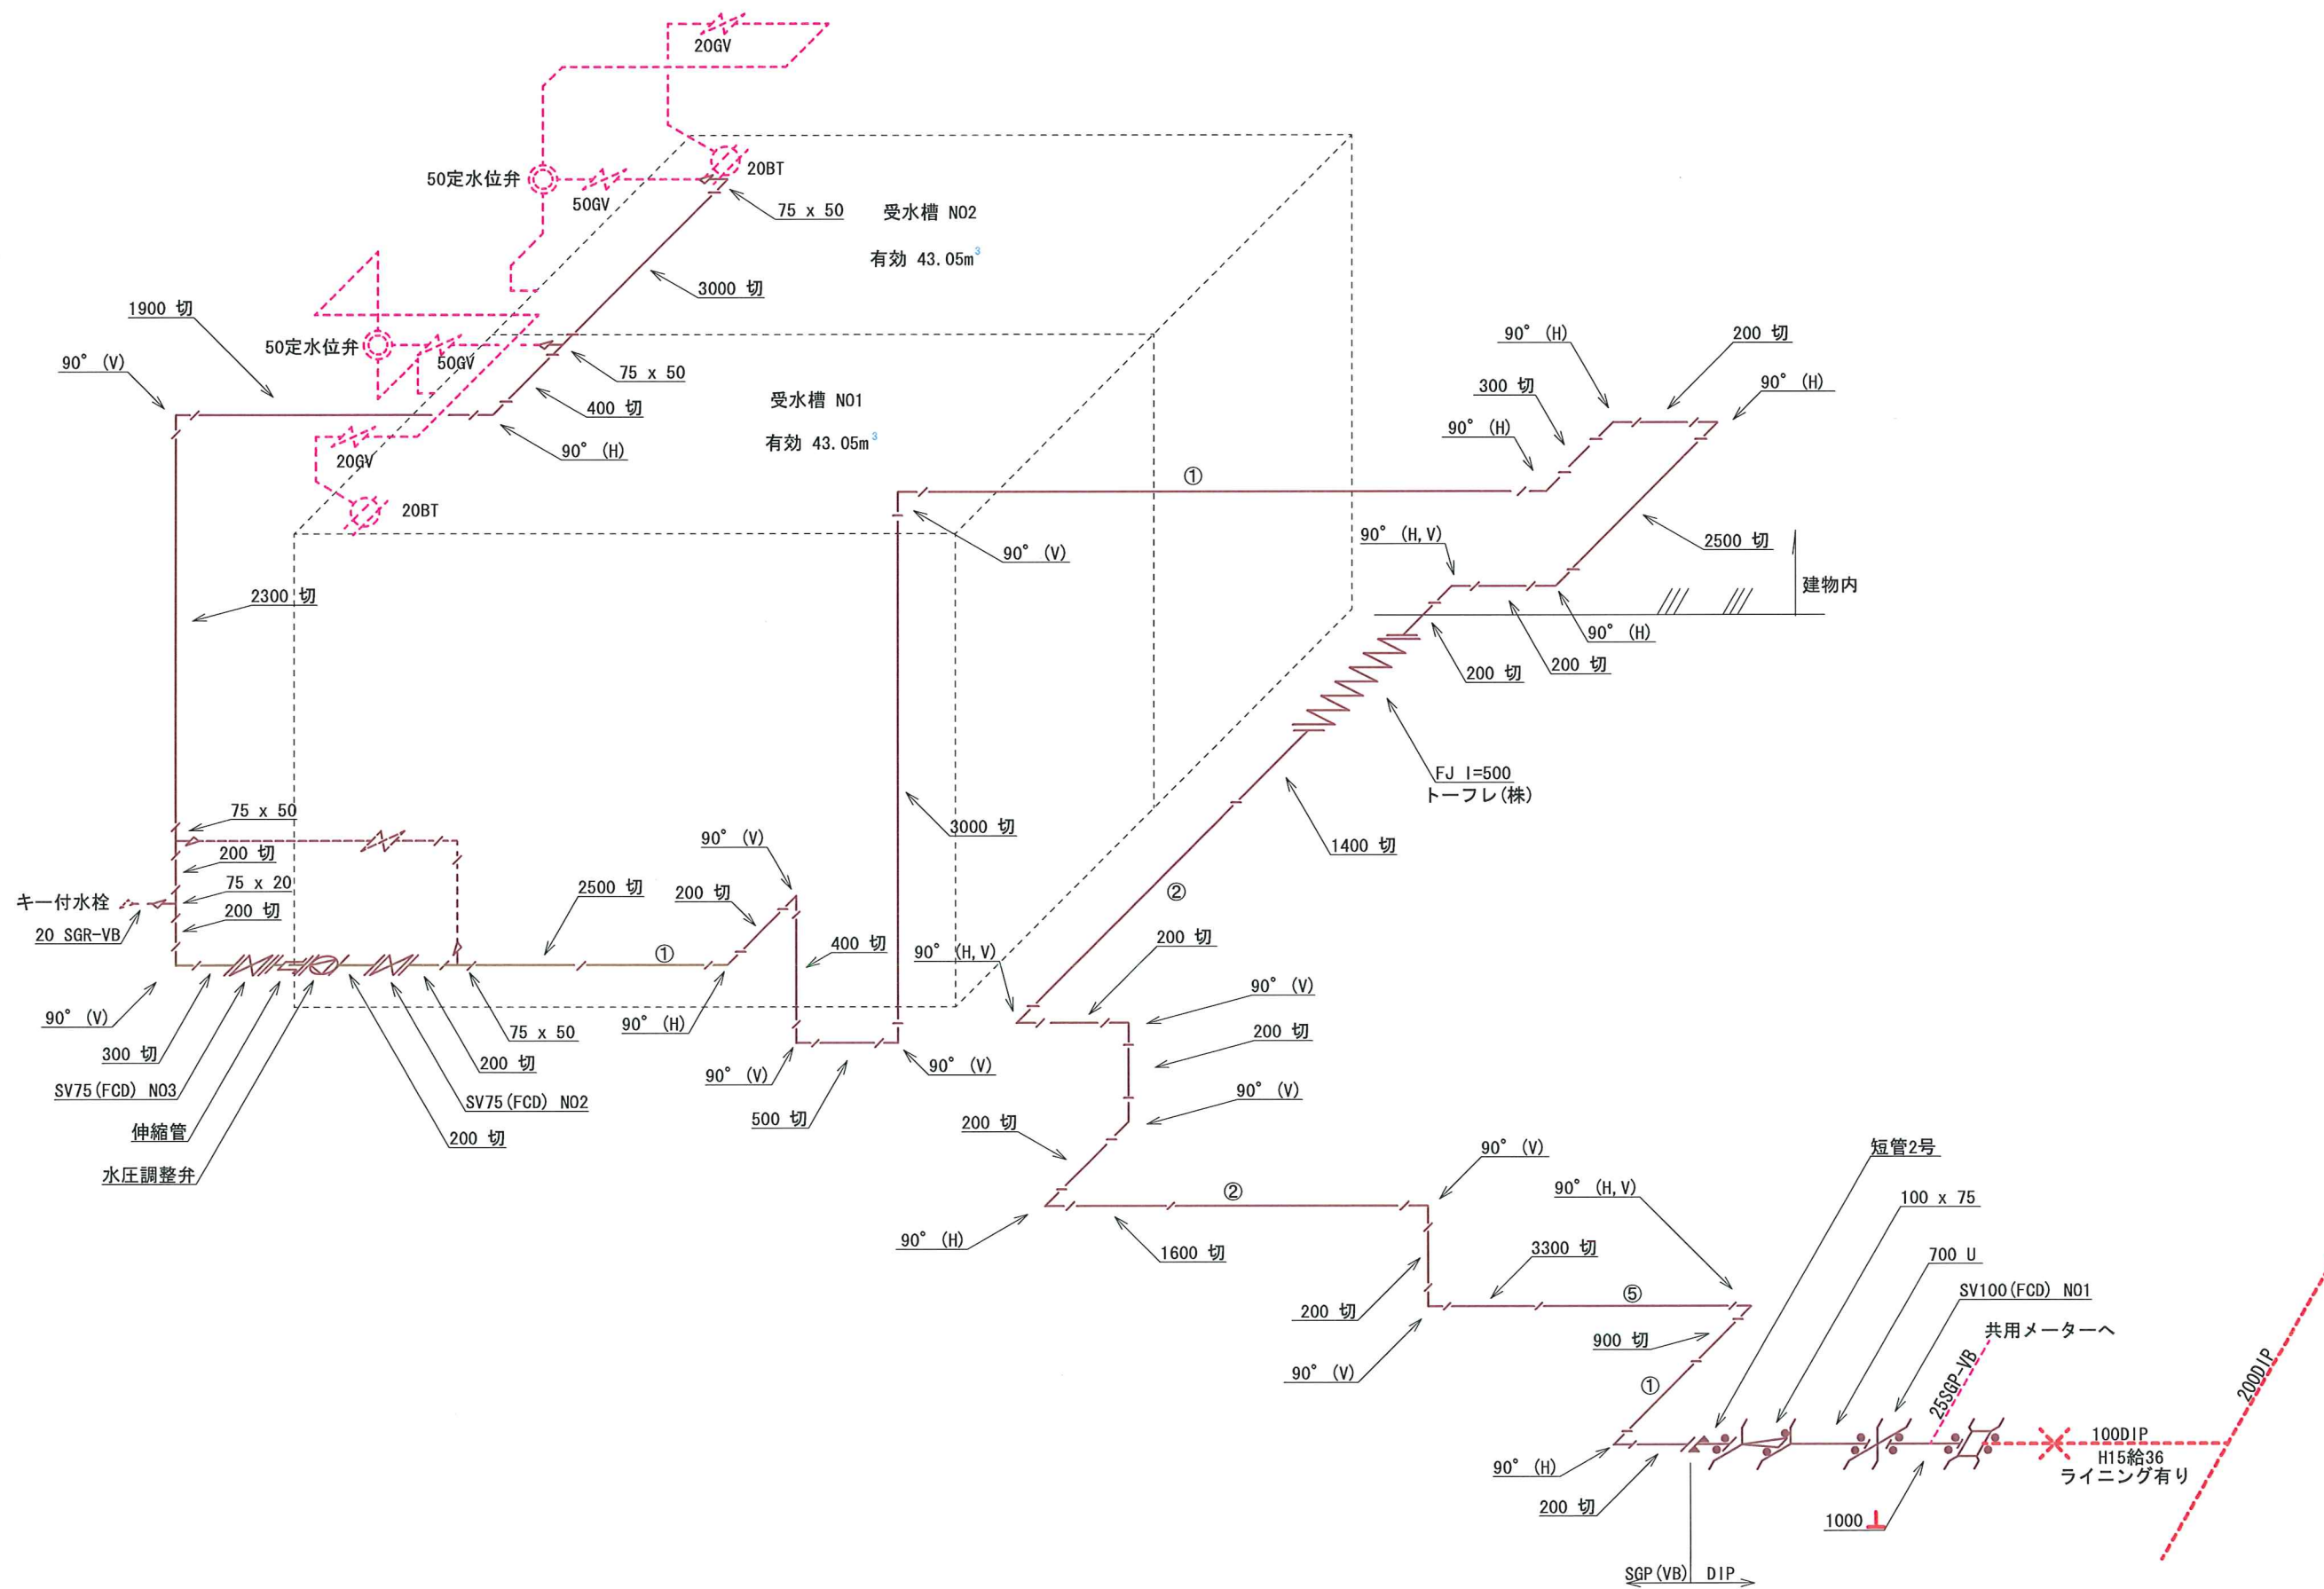 20GV
20BT
50定水位弁
50GV
75 x 50
受水槽 NO2
有効 43.05m³
3000 切
1900 切
50定水位弁
50GV
90° (V)
75 x 50
400 切
90° (H)
受水槽 NO1
有効 43.05m³
20GV
20BT
90° (H)
200 切
300 切
90° (H)
90° (H)
①
90° (V)
90° (H,V)
2500 切
建物内
90° (H)
200 切
200 切
FJ l=500
トーフレ(株)
1400 切
②
2300 切
75 x 50
200 切
75 x 20
キー付水栓
200 切
20 SGR-VB
2500 切
①
200 切
90° (V)
3000 切
400 切
90° (H)
90° (V)
90° (V)
500 切
90° (V)
300 切
SV75(FCD) NO3
伸縮管
水圧調整弁
75 x 50
200 切
SV75(FCD) NO2
200 切
90° (H,V)
200 切
90° (V)
200 切
90° (V)
200 切
90° (H)
②
1600 切
90° (V)
3300 切
⑤
90° (H,V)
200 切
90° (V)
900 切
①
短管2号
100 x 75
700 U
SV100(FCD) NO1
共用メーターへ
25SGP-VB
200DIP
100DIP
H15給36
ライニング有り
90° (H)
200 切
1000
SGP(VB) DIP